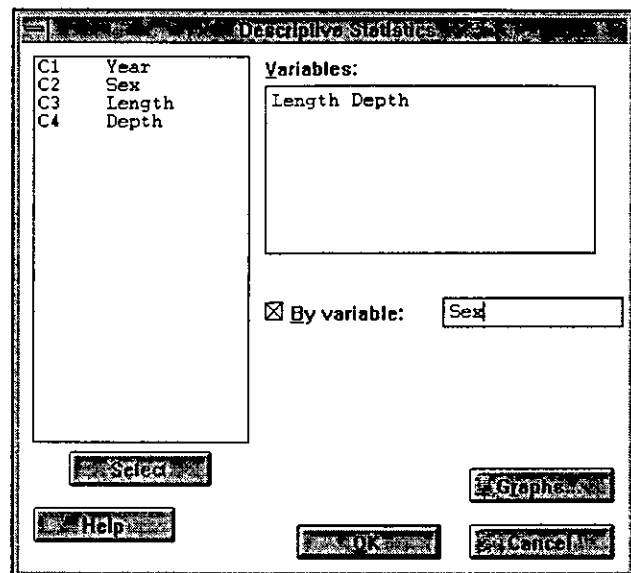 Descriptive Statistics
C1 Year
C2 Sex
C3 Length
C4 Depth
Variables:
Length Depth
By variable:
Sex
Select
Graphs...
Help
OK
Cancel